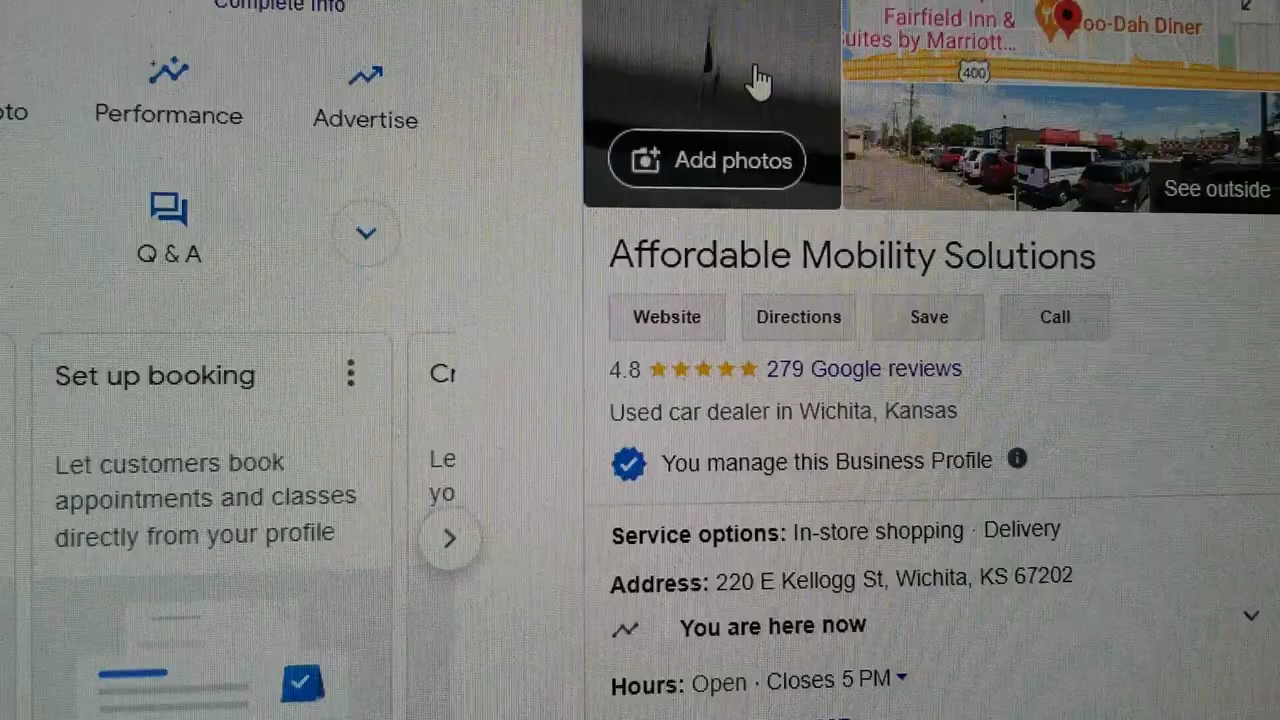 Complete info
oto
Performance
Advertise
Q & A
Set up booking
Let customers book
appointments and classes
directly from your profile
Cr
Le
yo
Add photos
Fairfield Inn &
uites by Marriott...
oo-Dah Diner
400
See outside
Affordable Mobility Solutions
Website
Directions
Save
Call
4.8
279 Google reviews
Used car dealer in Wichita, Kansas
You manage this Business Profile
Service options: In-store shopping · Delivery
Address: 220 E Kellogg St, Wichita, KS 67202
You are here now
Hours: Open · Closes 5 PM